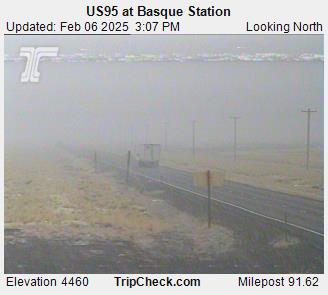 US95 at Basque Station
Updated: Feb 06 2025 3:07 PM Looking North
Elevation 4460 TripCheck.com Milepost 91.62